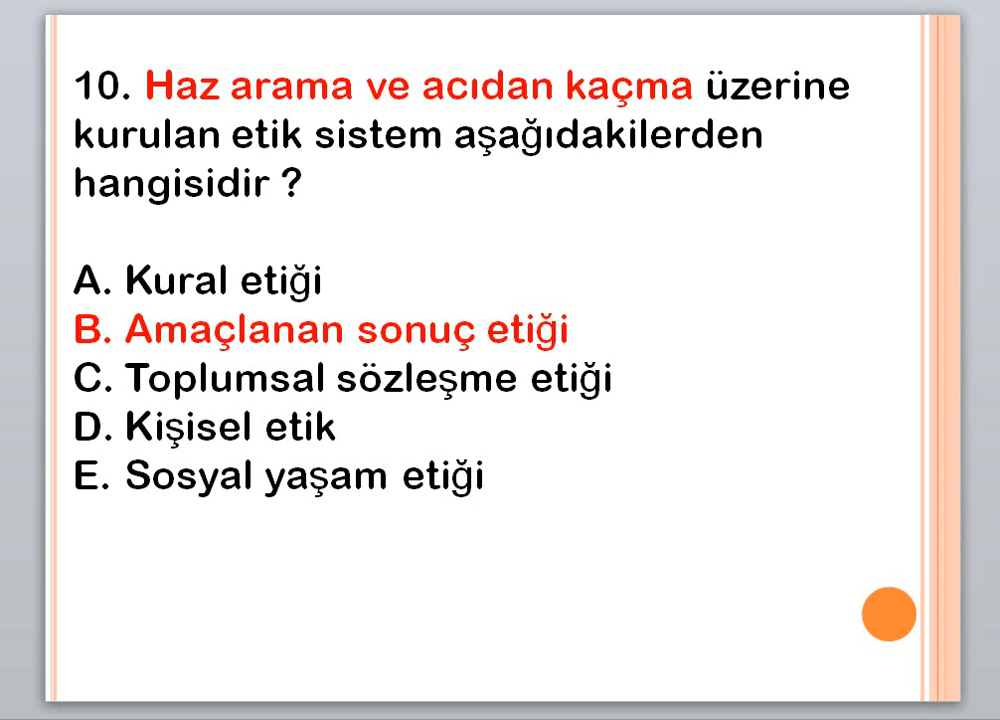 10. Haz arama ve acıdan kaçma üzerine
kurulan etik sistem aşağıdakilerden
hangisidir ?
A. Kural etiği
B. Amaçlanan sonuç etiği
C. Toplumsal sözleşme etiği
D. Kişisel etik
E. Sosyal yaşam etiği